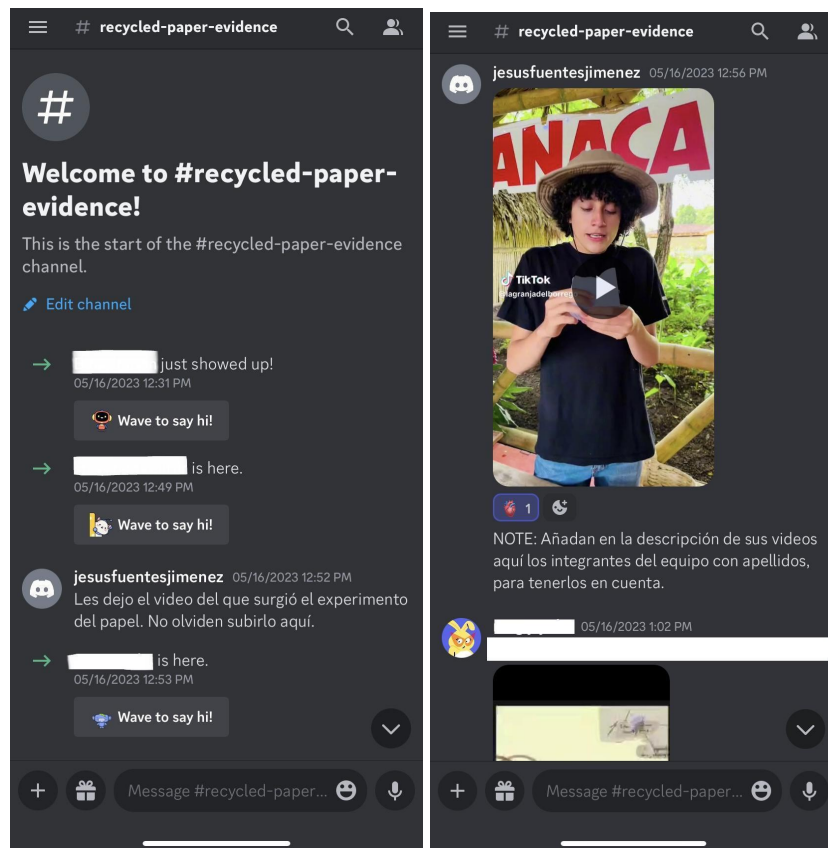 # recycled-paper-evidence
#
Welcome to #recycled-paper-
evidence!
This is the start of the #recycled-paper-evidence
channel.
Edit channel
just showed up!
05/16/2023 12:31 PM
Wave to say hi!
is here.
05/16/2023 12:49 PM
Wave to say hi!
jesusfuentesjimenez 05/16/2023 12:52 PM
Les dejo el video del que surgió el experimento
del papel. No olviden subirlo aquí.
is here.
05/16/2023 12:53 PM
Wave to say hi!
Message #recycled-paper...
# recycled-paper-evidence
jesusfuentesjimenez 05/16/2023 12:56 PM
ANACA
TikTok
1
NOTE: Añadan en la descripción de sus videos
aquí los integrantes del equipo con apellidos,
para tenerlos en cuenta.
05/16/2023 1:02 PM
Message #recycled-paper...